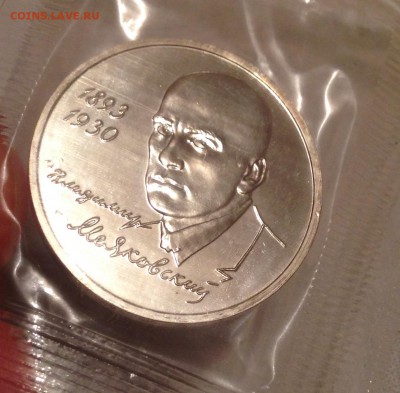 COINS.LAVE.RU
1893
1930
Владимир
Маяковский